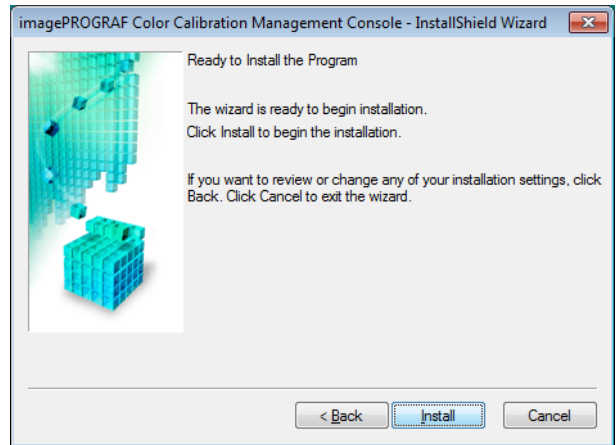 imagePROGRAF Color Calibration Management Console - InstallShield Wizard
Ready to Install the Program
The wizard is ready to begin installation.
Click Install to begin the installation.
If you want to review or change any of your installation settings, click
Back. Click Cancel to exit the wizard.
< Back
Install
Cancel